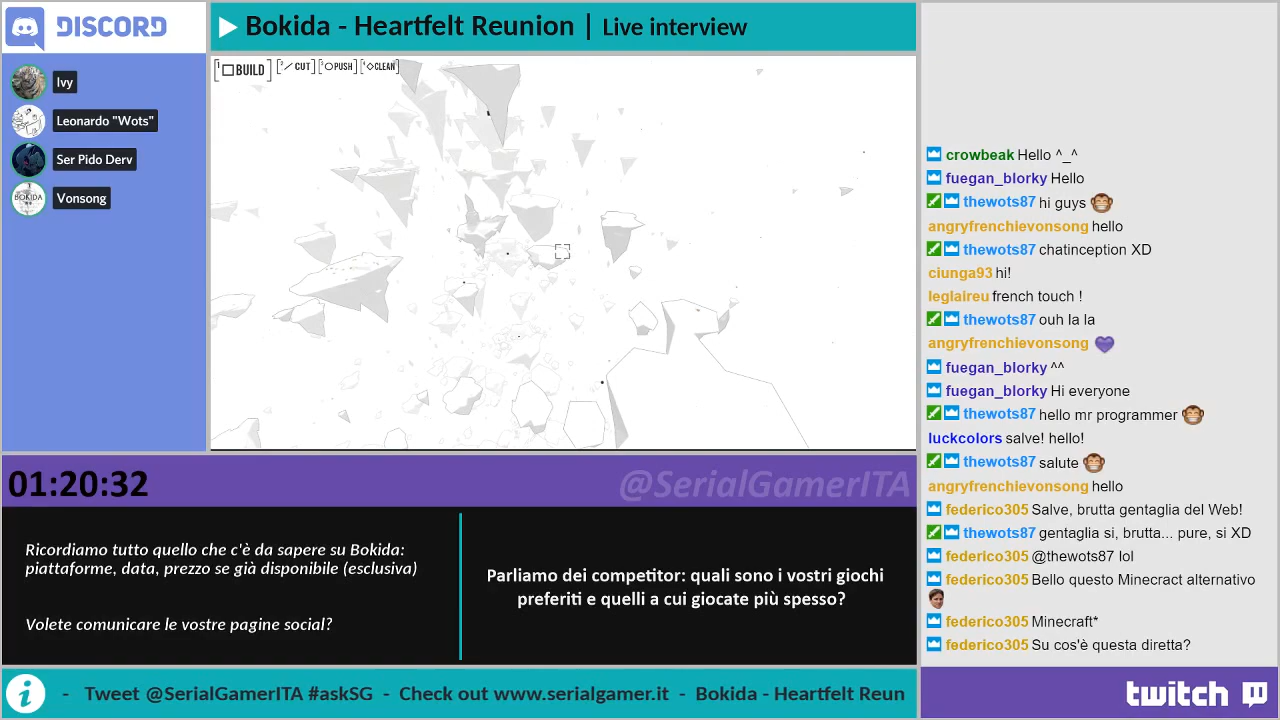 DISCORD
Bokida - Heartfelt Reunion | Live interview
Ivy
Leonardo "Wots"
Ser Pido Derv
Vonsong
1 BUILD 2 CUT 3 PUSH 4 CLEAN
crowbeak Hello ^_^
fuegan_blorky Hello
thewots87 hi guys
angryfrenchievonsong hello
thewots87 chatinception XD
ciunga93 hi!
leglaireu french touch !
thewots87 ouh la la
angryfrenchievonsong
fuegan_blorky ^^
fuegan_blorky Hi everyone
thewots87 hello mr programmer
luckcolors salve! hello!
thewots87 salute
angryfrenchievonsong hello
federico305 Salve, brutta gentaglia del Web!
thewots87 gentaglia si, brutta... pure, si XD
federico305 @thewots87 lol
federico305 Bello questo Minecract alternativo
federico305 Minecraft*
federico305 Su cos'è questa diretta?
01:20:32
@SerialGamerITA
Ricordiamo tutto quello che c'è da sapere su Bokida:
piattaforme, data, prezzo se già disponibile (esclusiva)
Volete comunicare le vostre pagine social?
Parliamo dei competitor: quali sono i vostri giochi
preferiti e quelli a cui giocate più spesso?
- Tweet @SerialGamerITA #askSG - Check out www.serialgamer.it - Bokida - Heartfelt Reun
twitch